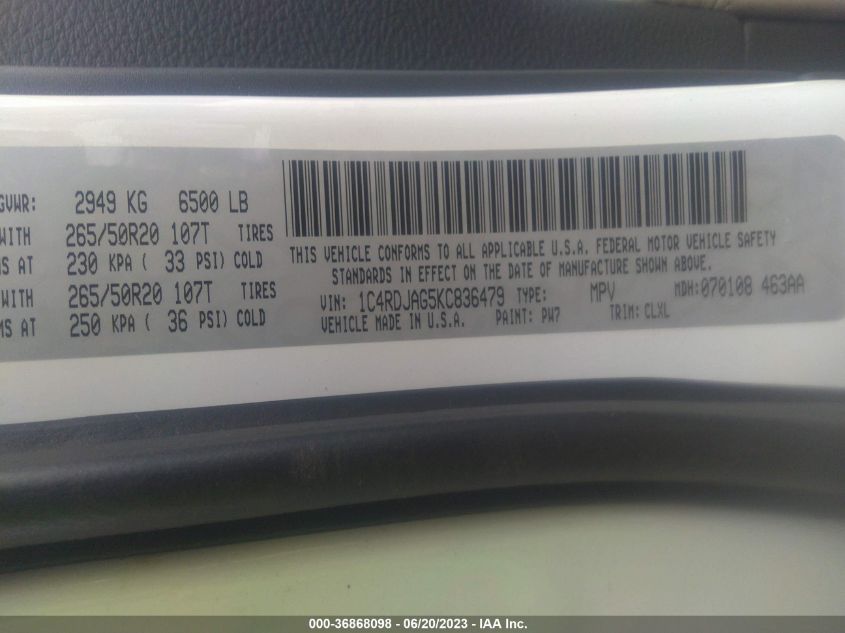 GVWR: 2949 KG 6500 LB
WITH 265/50R20 107T TIRES
MS AT 230 KPA ( 33 PSI) COLD
WITH 265/50R20 107T TIRES
MS AT 250 KPA ( 36 PSI) COLD
THIS VEHICLE CONFORMS TO ALL APPLICABLE U.S.A. FEDERAL MOTOR VEHICLE SAFETY
STANDARDS IN EFFECT ON THE DATE OF MANUFACTURE SHOWN ABOVE.
VIN: 1C4RDJAG5KC836479 TYPE: MPV MDH:070108 463AA
VEHICLE MADE IN U.S.A. PAINT: PW7 TRIM: CLXL
000-36868098 - 06/20/2023 - IAA Inc.